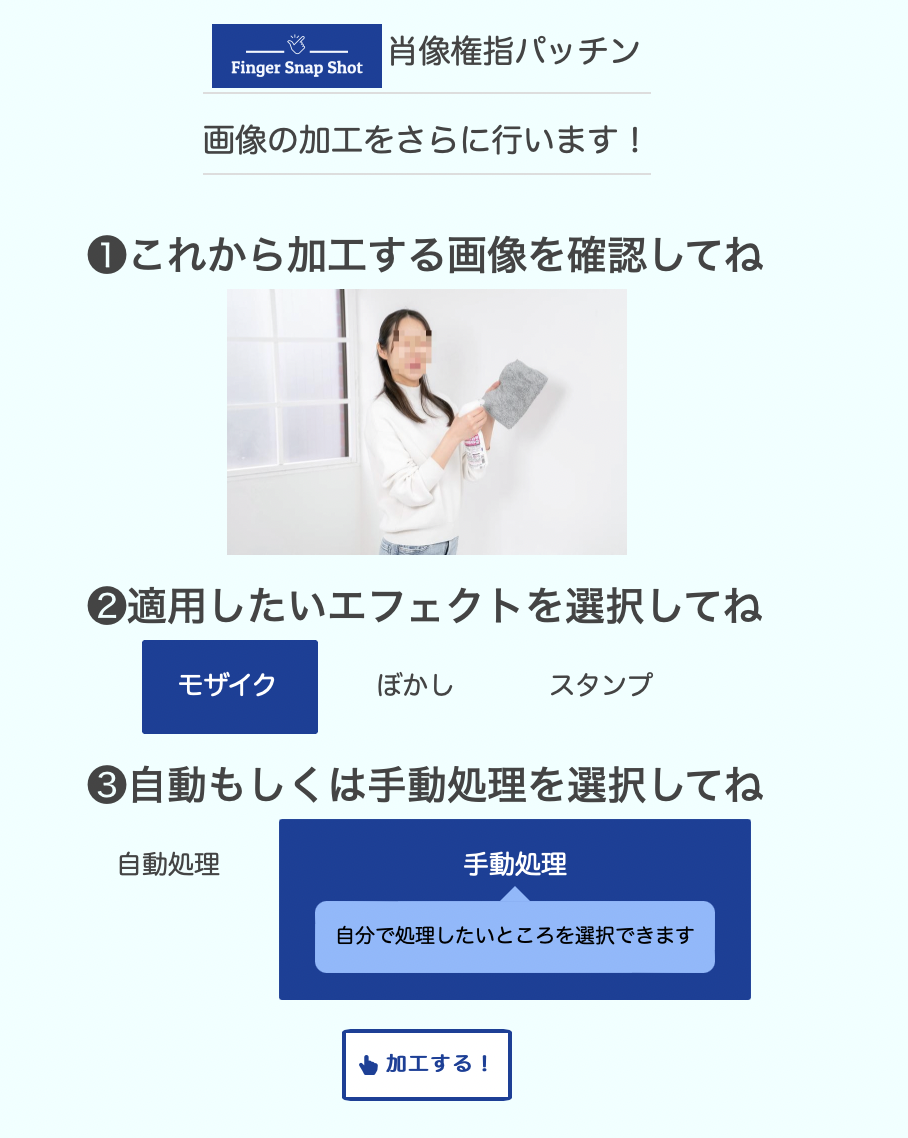 Finger Snap Shot
肖像権指パッチン
画像の加工をさらに行います！
❶これから加工する画像を確認してね
❷適用したいエフェクトを選択してね
モザイク
ぼかし
スタンプ
❸自動もしくは手動処理を選択してね
自動処理
手動処理
自分で処理したいところを選択できます
加工する！